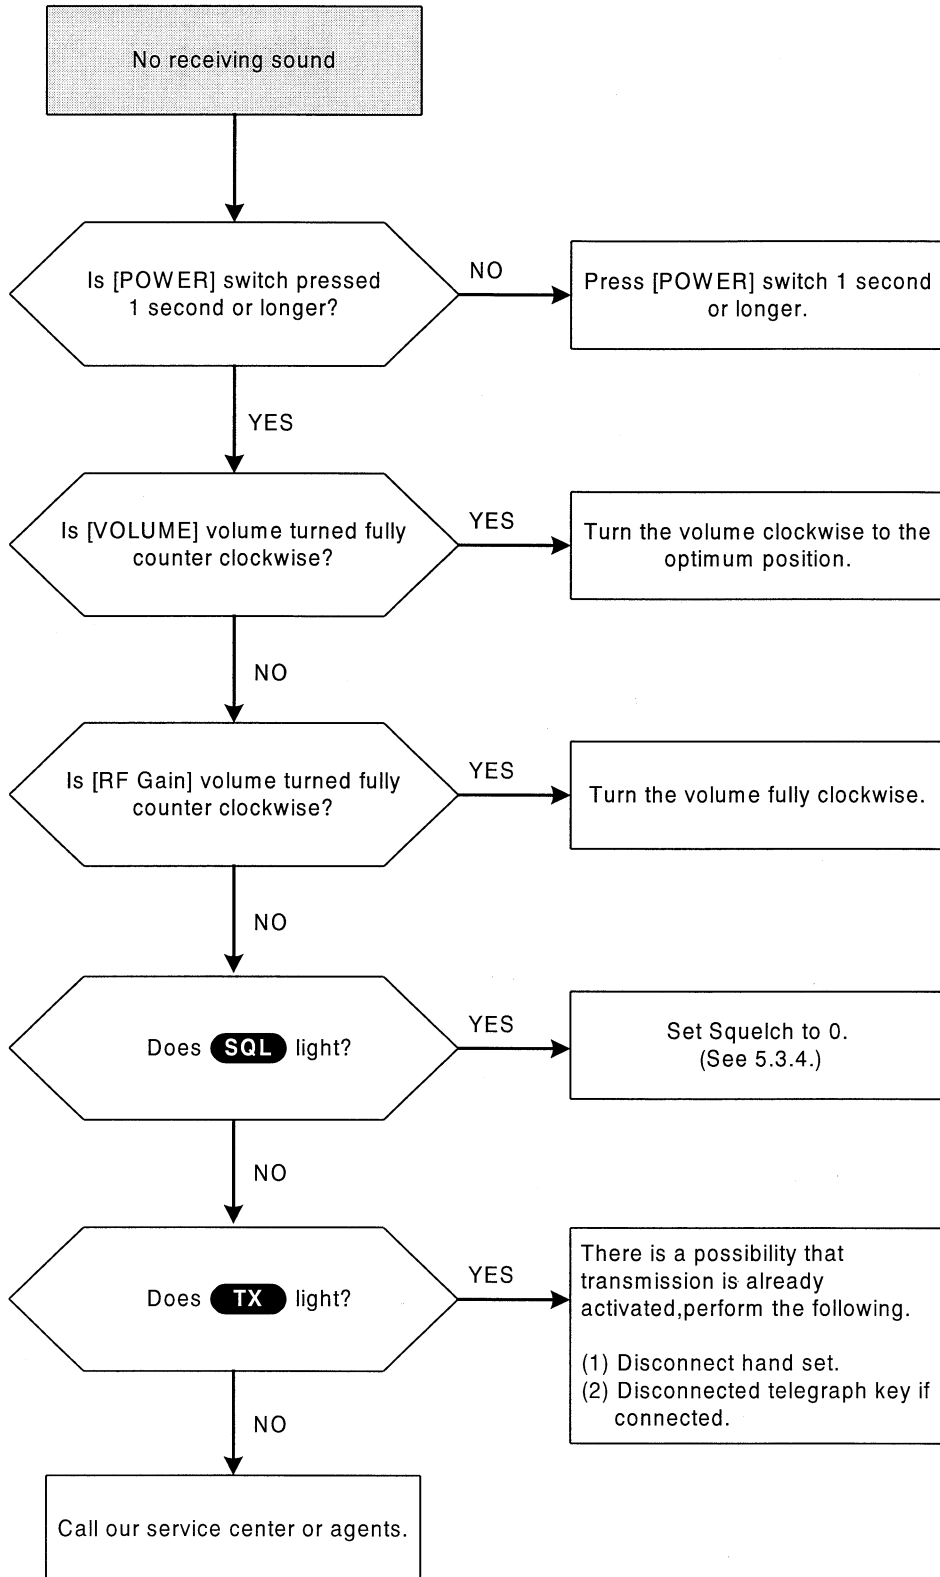 No receiving sound
Is [POWER] switch pressed
1 second or longer?
NO
Press [POWER] switch 1 second
or longer.
YES
Is [VOLUME] volume turned fully
counter clockwise?
YES
Turn the volume clockwise to the
optimum position.
NO
Is [RF Gain] volume turned fully
counter clockwise?
YES
Turn the volume fully clockwise.
NO
Does SQL light?
YES
Set Squelch to 0.
(See 5.3.4.)
NO
Does TX light?
YES
There is a possibility that
transmission is already
activated,perform the following.
(1) Disconnect hand set.
(2) Disconnected telegraph key if
connected.
NO
Call our service center or agents.